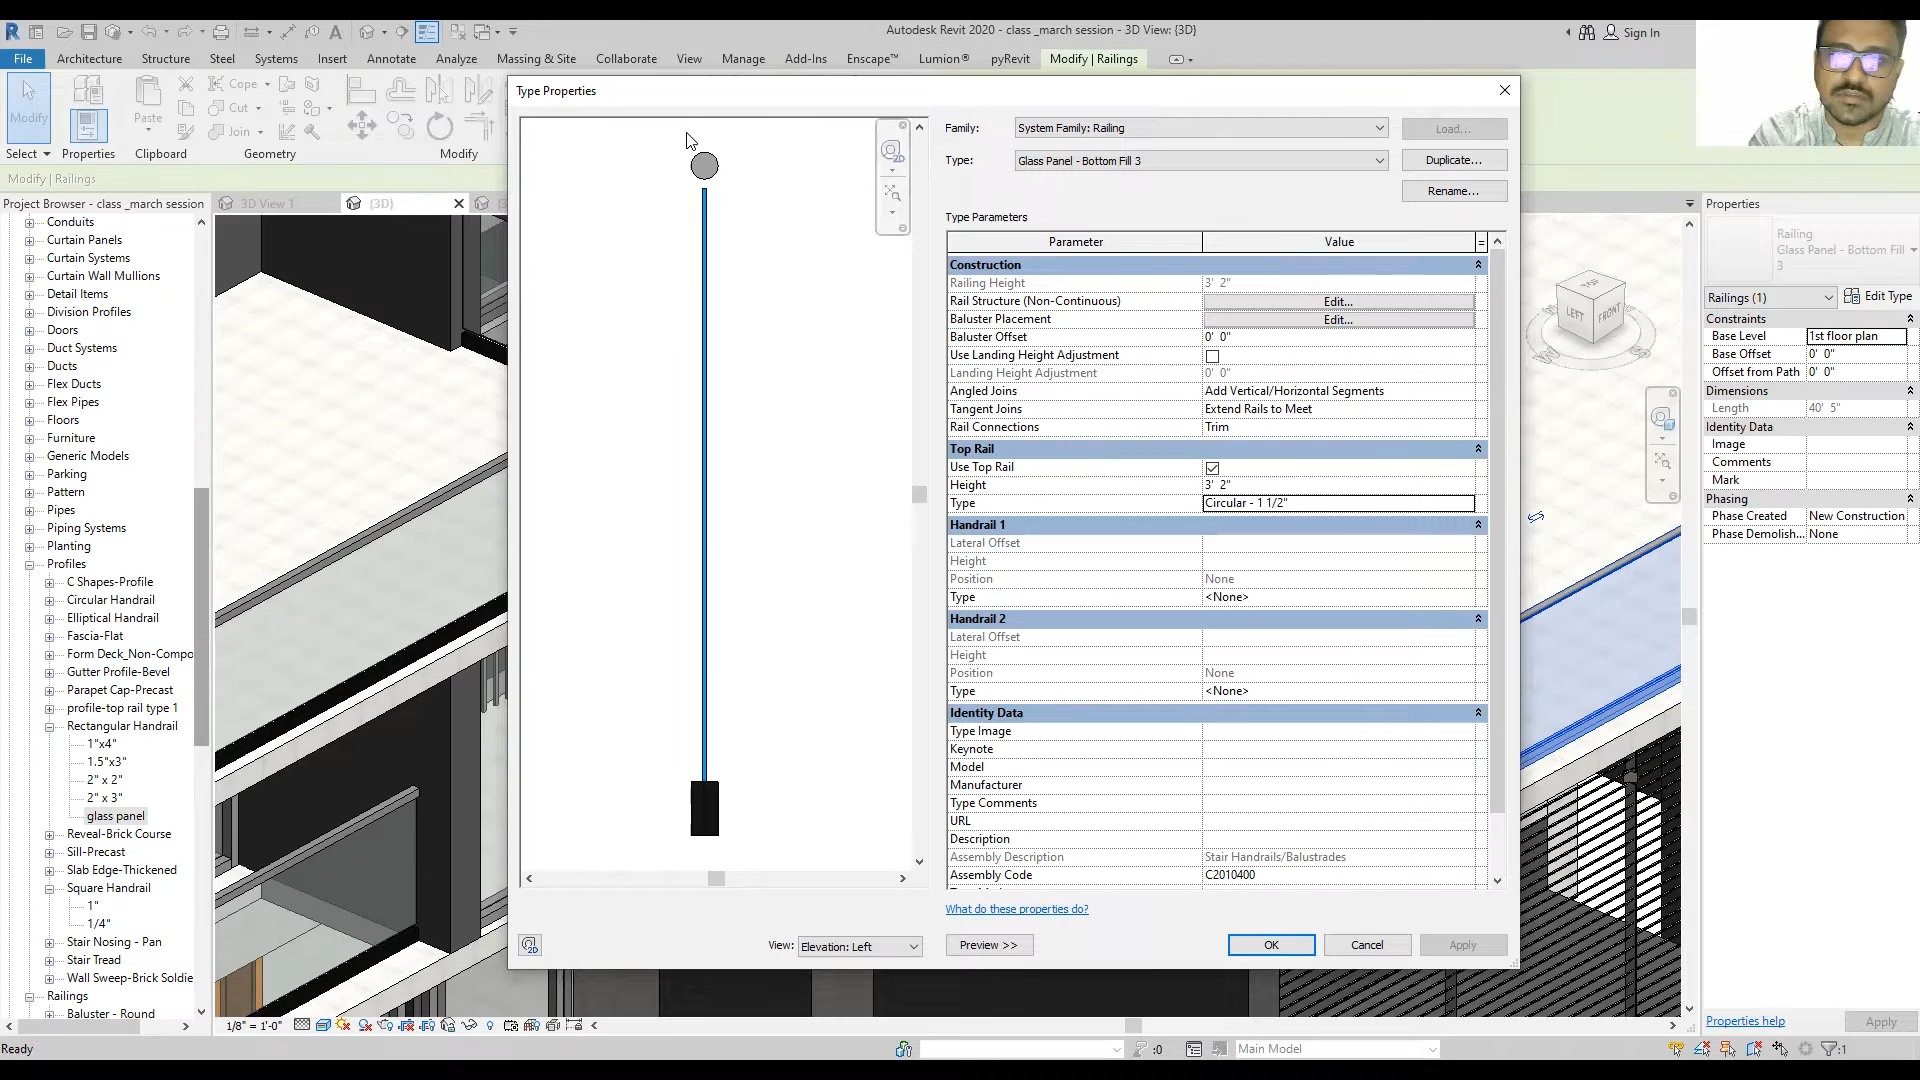 Autodesk Revit 2020 - class _march session - 3D View: {3D}
Sign In
File Architecture Structure Steel Systems Insert Annotate Analyze Massing & Site Collaborate View Manage Add-Ins Enscape™ Lumion® pyRevit Modify | Railings
Modify
Paste
Cope
Cut
Join
Select Properties Clipboard Geometry Modify
Modify | Railings
Project Browser - class _march session
Conduits
Curtain Panels
Curtain Systems
Curtain Wall Mullions
Detail Items
Division Profiles
Doors
Duct Systems
Ducts
Flex Ducts
Flex Pipes
Floors
Furniture
Generic Models
Parking
Pattern
Pipes
Piping Systems
Planting
Profiles
C Shapes-Profile
Circular Handrail
Elliptical Handrail
Fascia-Flat
Form Deck_Non-Compo
Gutter Profile-Bevel
Parapet Cap-Precast
profile-top rail type 1
Rectangular Handrail
1"x4"
1.5"x3"
2" x 2"
2" x 3"
glass panel
Reveal-Brick Course
Sill-Precast
Slab Edge-Thickened
Square Handrail
1"
1/4"
Stair Nosing - Pan
Stair Tread
Wall Sweep-Brick Soldie
Railings
Baluster - Round
3D View 1
{3D}
Type Properties
2D
2D
View: Elevation: Left
Preview >>
Family: System Family: Railing Load...
Type: Glass Panel - Bottom Fill 3 Duplicate...
Rename...
Type Parameters
Parameter Value =
Construction
Railing Height 3' 2"
Rail Structure (Non-Continuous) Edit...
Baluster Placement Edit...
Baluster Offset 0' 0"
Use Landing Height Adjustment
Landing Height Adjustment 0' 0"
Angled Joins Add Vertical/Horizontal Segments
Tangent Joins Extend Rails to Meet
Rail Connections Trim
Top Rail
Use Top Rail
Height 3' 2"
Type Circular - 1 1/2"
Handrail 1
Lateral Offset
Height
Position None
Type <None>
Handrail 2
Lateral Offset
Height
Position None
Type <None>
Identity Data
Type Image
Keynote
Model
Manufacturer
Type Comments
URL
Description
Assembly Description Stair Handrails/Balustrades
Assembly Code C2010400
What do these properties do?
OK Cancel Apply
TOP
LEFT FRONT
W
Properties
Railing
Glass Panel - Bottom Fill
3
Railings (1) Edit Type
Constraints
Base Level 1st floor plan
Base Offset 0' 0"
Offset from Path 0' 0"
Dimensions
Length 40' 5"
Identity Data
Image
Comments
Mark
Phasing
Phase Created New Construction
Phase Demolish... None
Properties help Apply
1/8" = 1'-0"
Ready
:0
Main Model
:1